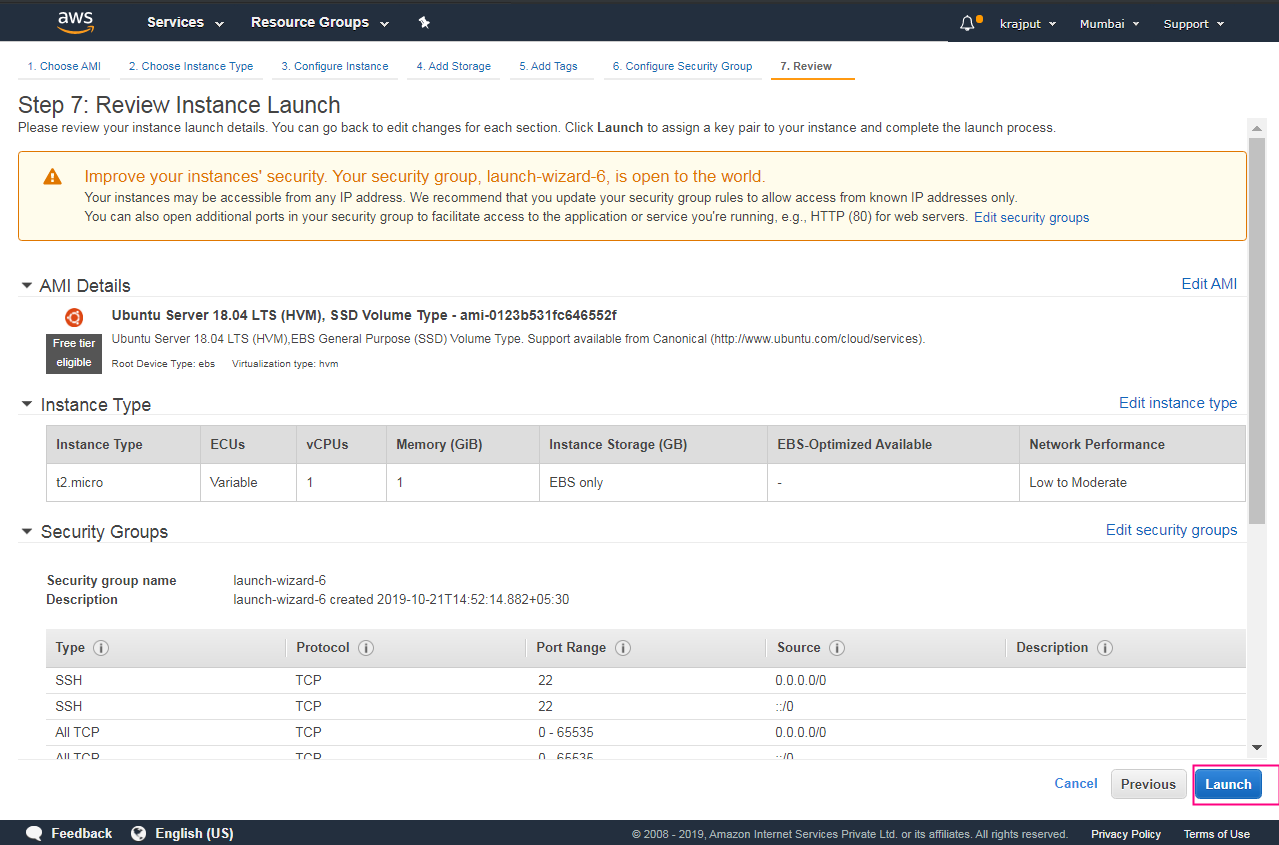 aws Services Resource Groups krajput Mumbai Support
1. Choose AMI 2. Choose Instance Type 3. Configure Instance 4. Add Storage 5. Add Tags 6. Configure Security Group 7. Review
Step 7: Review Instance Launch
Please review your instance launch details. You can go back to edit changes for each section. Click Launch to assign a key pair to your instance and complete the launch process.
Improve your instances' security. Your security group, launch-wizard-6, is open to the world.
Your instances may be accessible from any IP address. We recommend that you update your security group rules to allow access from known IP addresses only.
You can also open additional ports in your security group to facilitate access to the application or service you're running, e.g., HTTP (80) for web servers. Edit security groups
AMI Details Edit AMI
Ubuntu Server 18.04 LTS (HVM), SSD Volume Type - ami-0123b531fc646552f
Free tier eligible
Ubuntu Server 18.04 LTS (HVM),EBS General Purpose (SSD) Volume Type. Support available from Canonical (http://www.ubuntu.com/cloud/services).
Root Device Type: ebs Virtualization type: hvm
Instance Type Edit instance type
Instance Type ECUs vCPUs Memory (GiB) Instance Storage (GB) EBS-Optimized Available Network Performance
t2.micro Variable 1 1 EBS only - Low to Moderate
Security Groups Edit security groups
Security group name launch-wizard-6
Description launch-wizard-6 created 2019-10-21T14:52:14.882+05:30
Type Protocol Port Range Source Description
SSH TCP 22 0.0.0.0/0
SSH TCP 22 ::/0
All TCP TCP 0 - 65535 0.0.0.0/0
All TCP TCP 0 - 65535 ::/0
Cancel Previous Launch
Feedback English (US) © 2008 - 2019, Amazon Internet Services Private Ltd. or its affiliates. All rights reserved. Privacy Policy Terms of Use